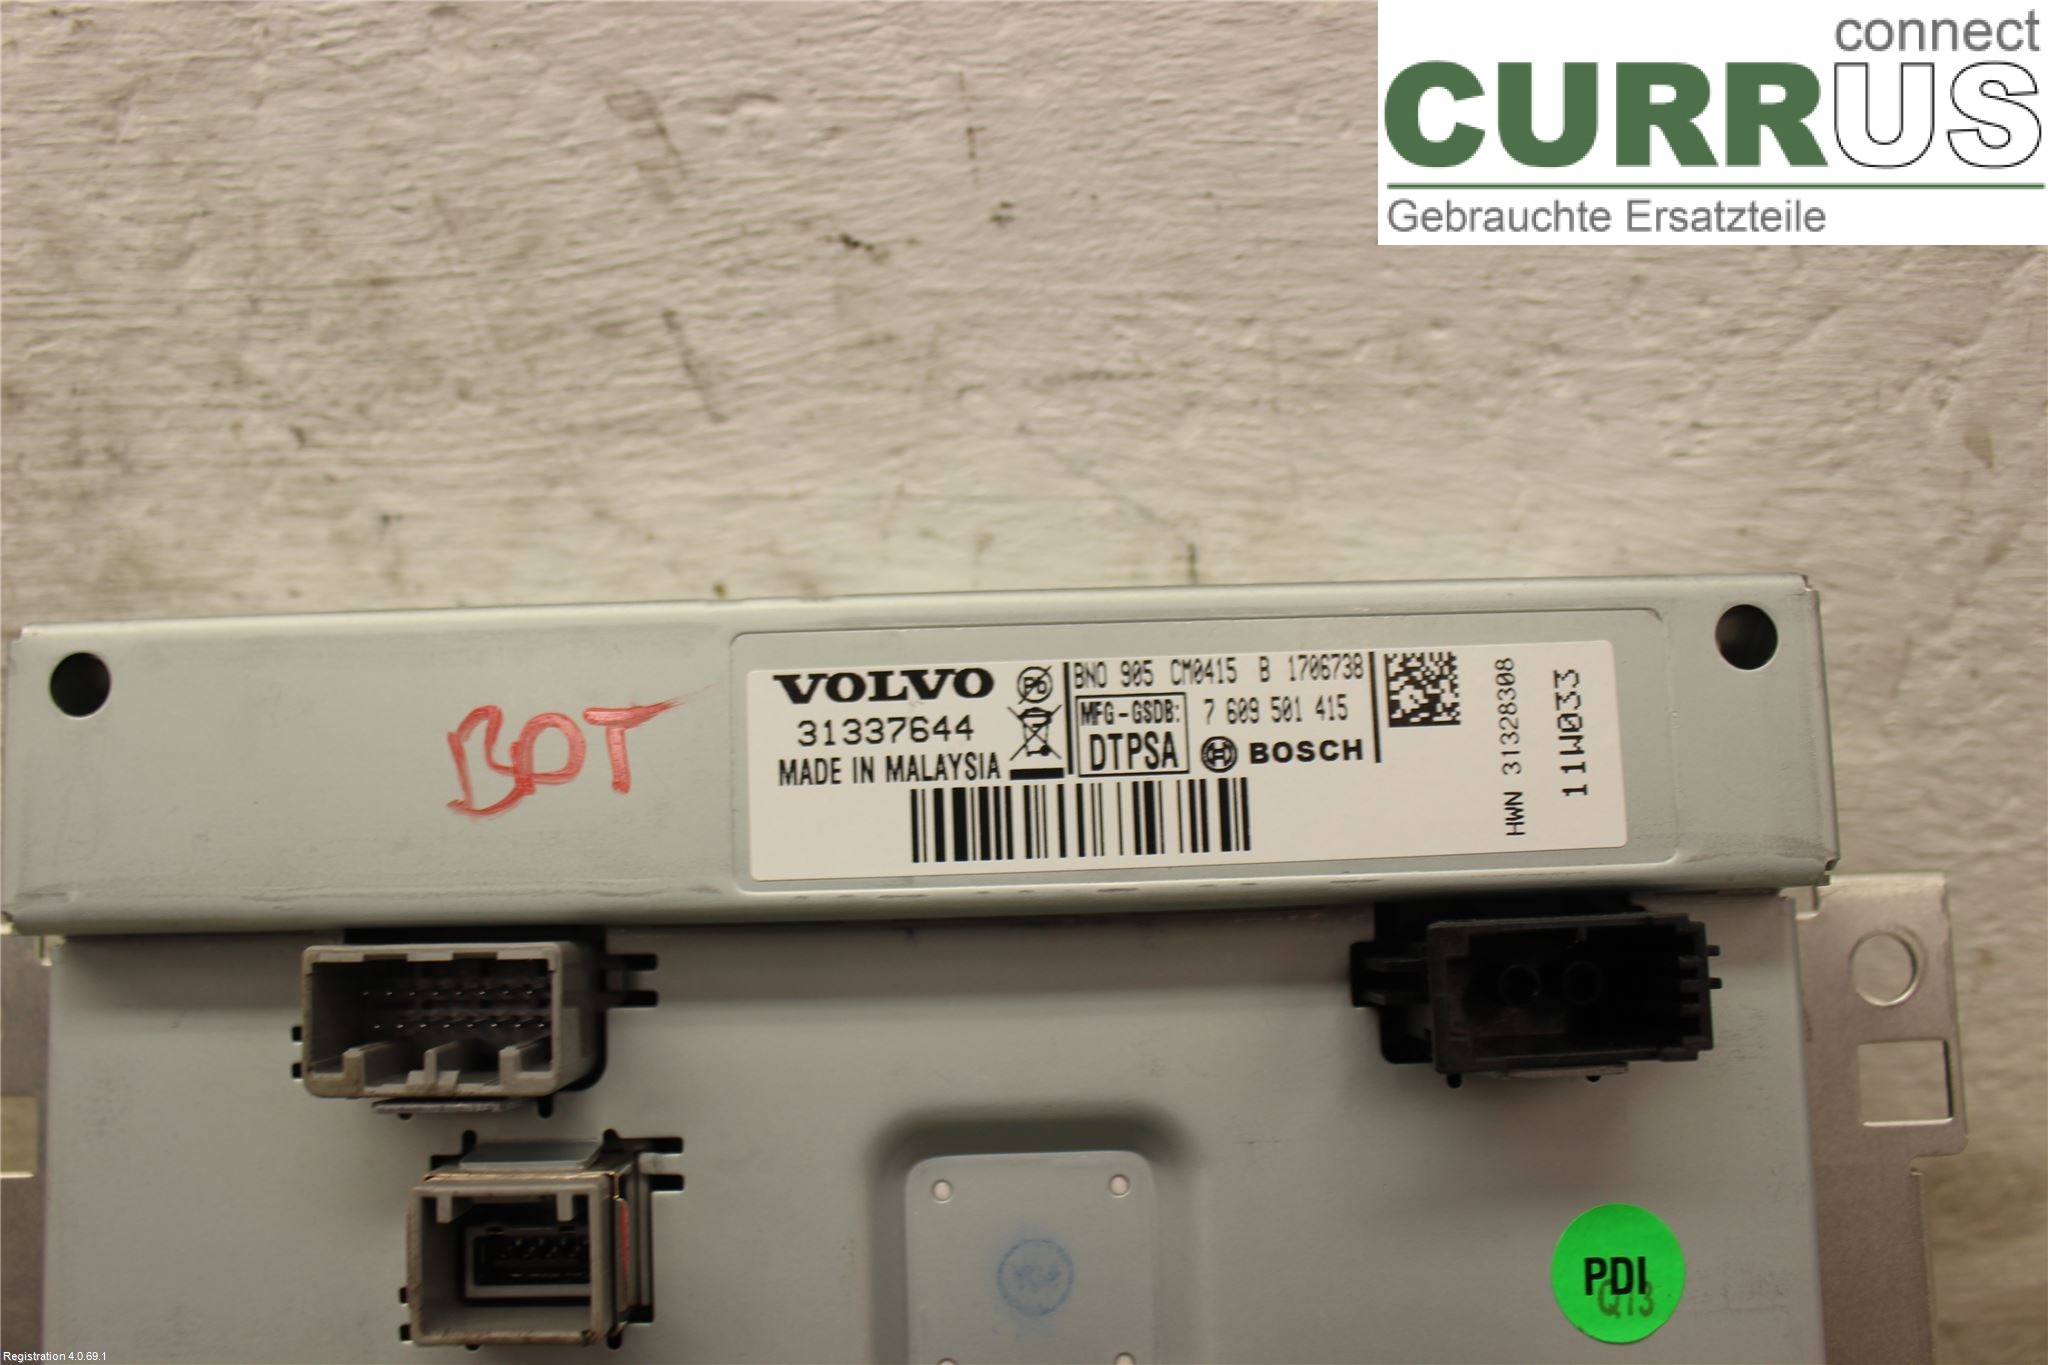 connect
CURRUS
Gebrauchte Ersatzteile
VOLVO
31337644
MADE IN MALAYSIA
Pb
BNO 905 CM0415 B 1706738
MFG-GSDB: 7 609 501 415
DTPSA
BOSCH
HWN 31328308
11W033
BOT
PDI
Q13
Registration 4.0.69.1